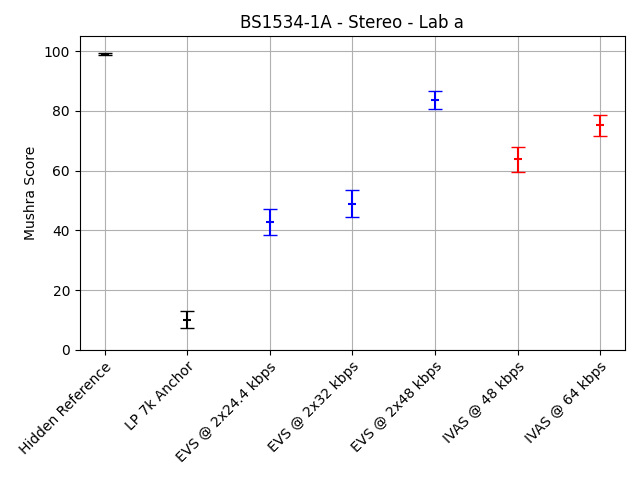 BS1534-1A - Stereo - Lab a
Mushra Score
100
80
60
40
20
0
Hidden Reference
LP 7k Anchor
EVS @ 2x24.4 kbps
EVS @ 2x32 kbps
EVS @ 2x48 kbps
IVAS @ 48 kbps
IVAS @ 64 kbps